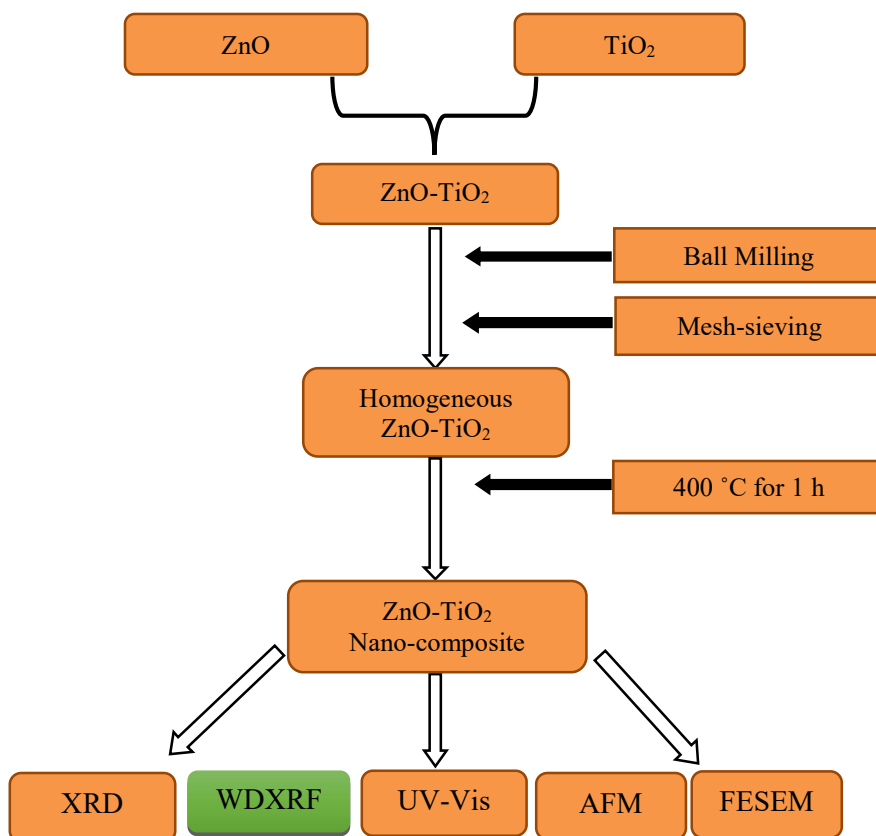 ZnO
TiO₂
ZnO-TiO₂
Ball Milling
Mesh-sieving
Homogeneous
ZnO-TiO₂
400 ˚C for 1 h
ZnO-TiO₂
Nano-composite
XRD
WDXRF
UV-Vis
AFM
FESEM